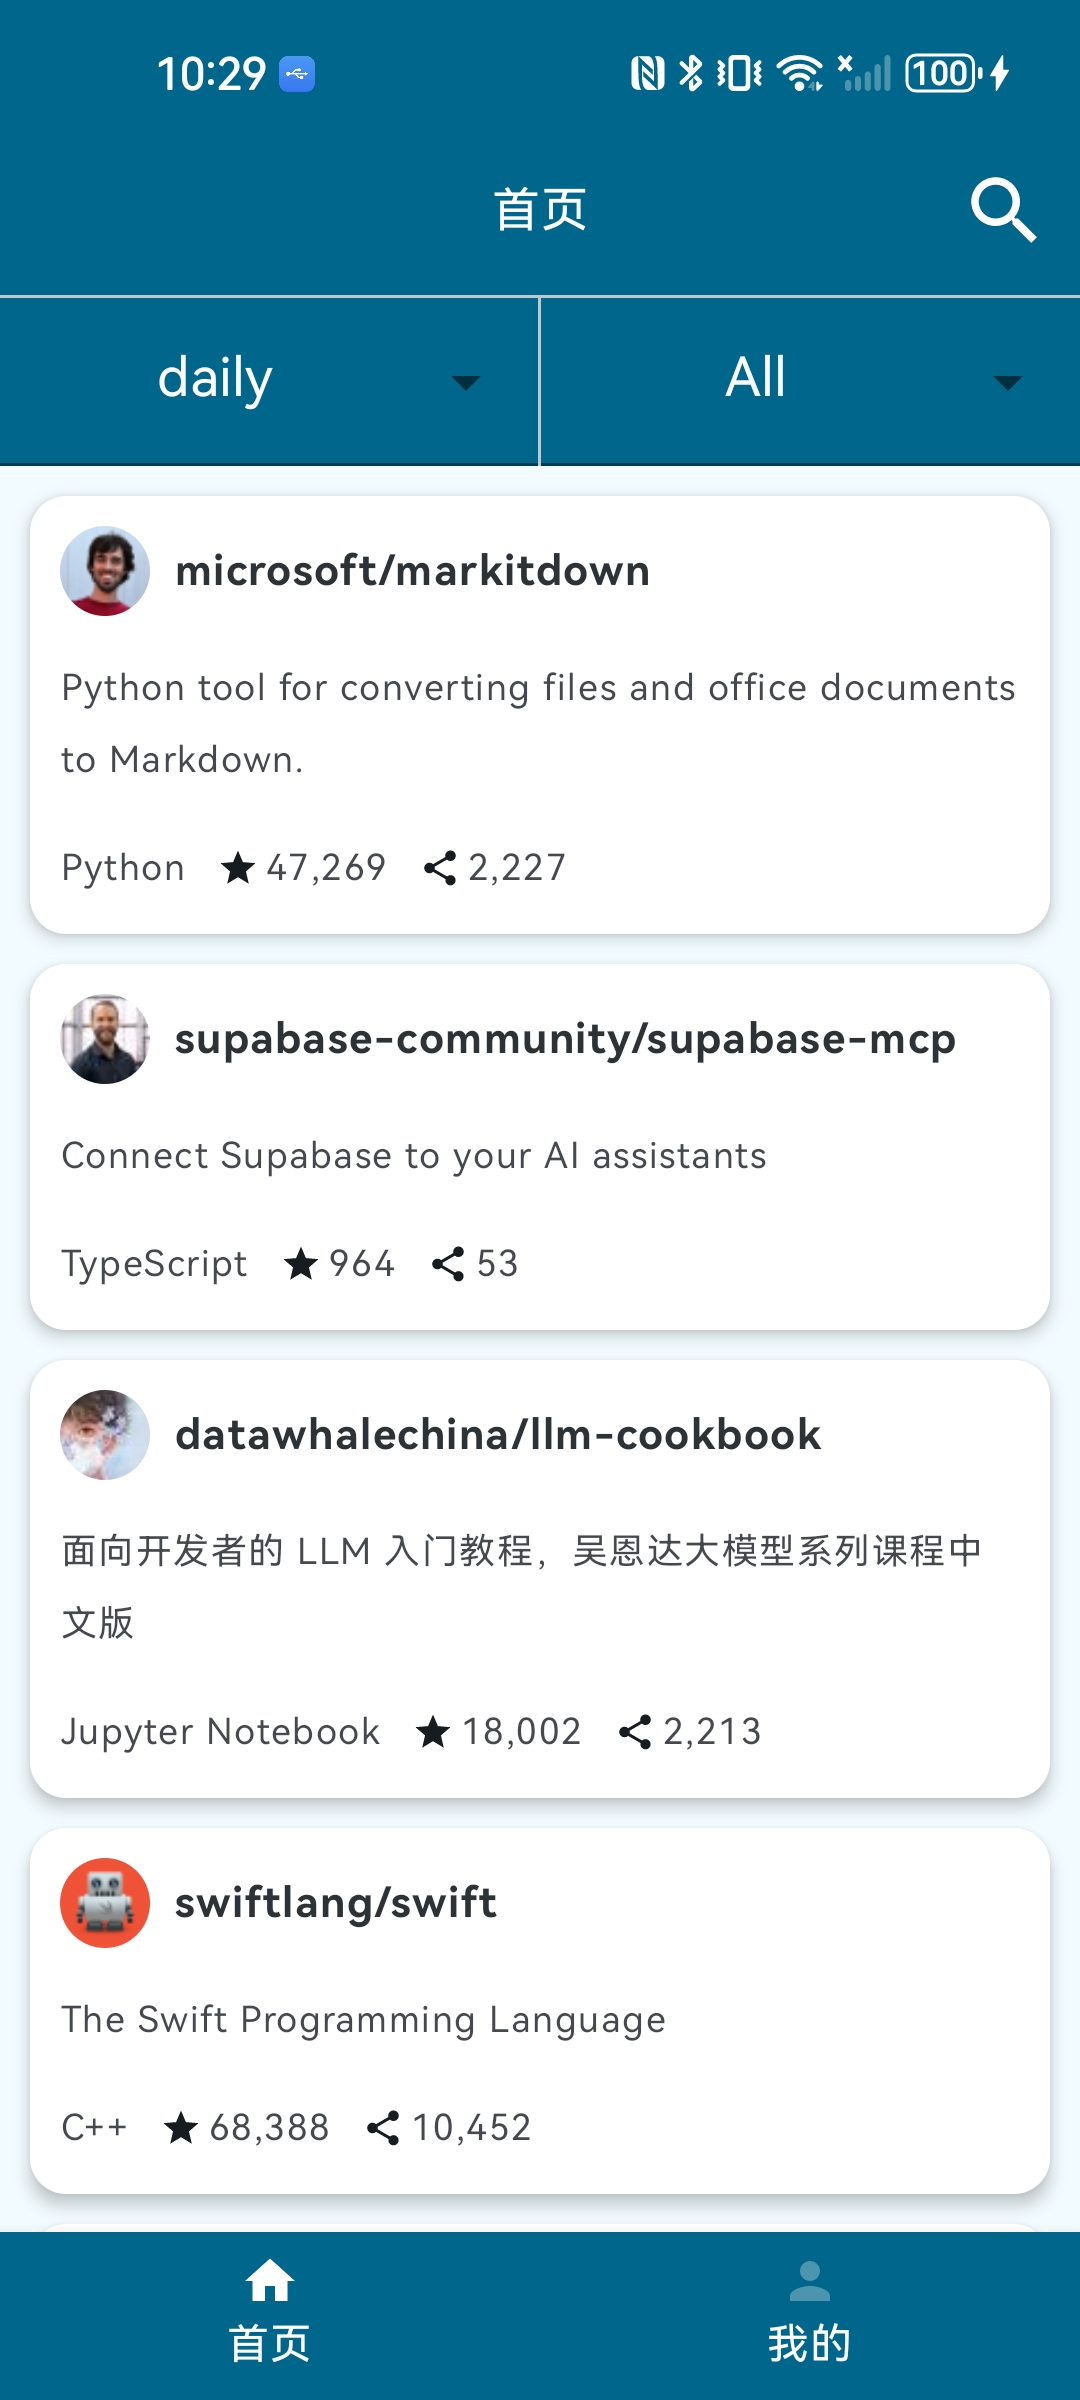 10:29
100
首页
daily
All
microsoft/markitdown
Python tool for converting files and office documents
to Markdown.
Python 47,269 2,227
supabase-community/supabase-mcp
Connect Supabase to your AI assistants
TypeScript 964 53
datawhalechina/llm-cookbook
面向开发者的 LLM 入门教程，吴恩达大模型系列课程中
文版
Jupyter Notebook 18,002 2,213
swiftlang/swift
The Swift Programming Language
C++ 68,388 10,452
首页
我的